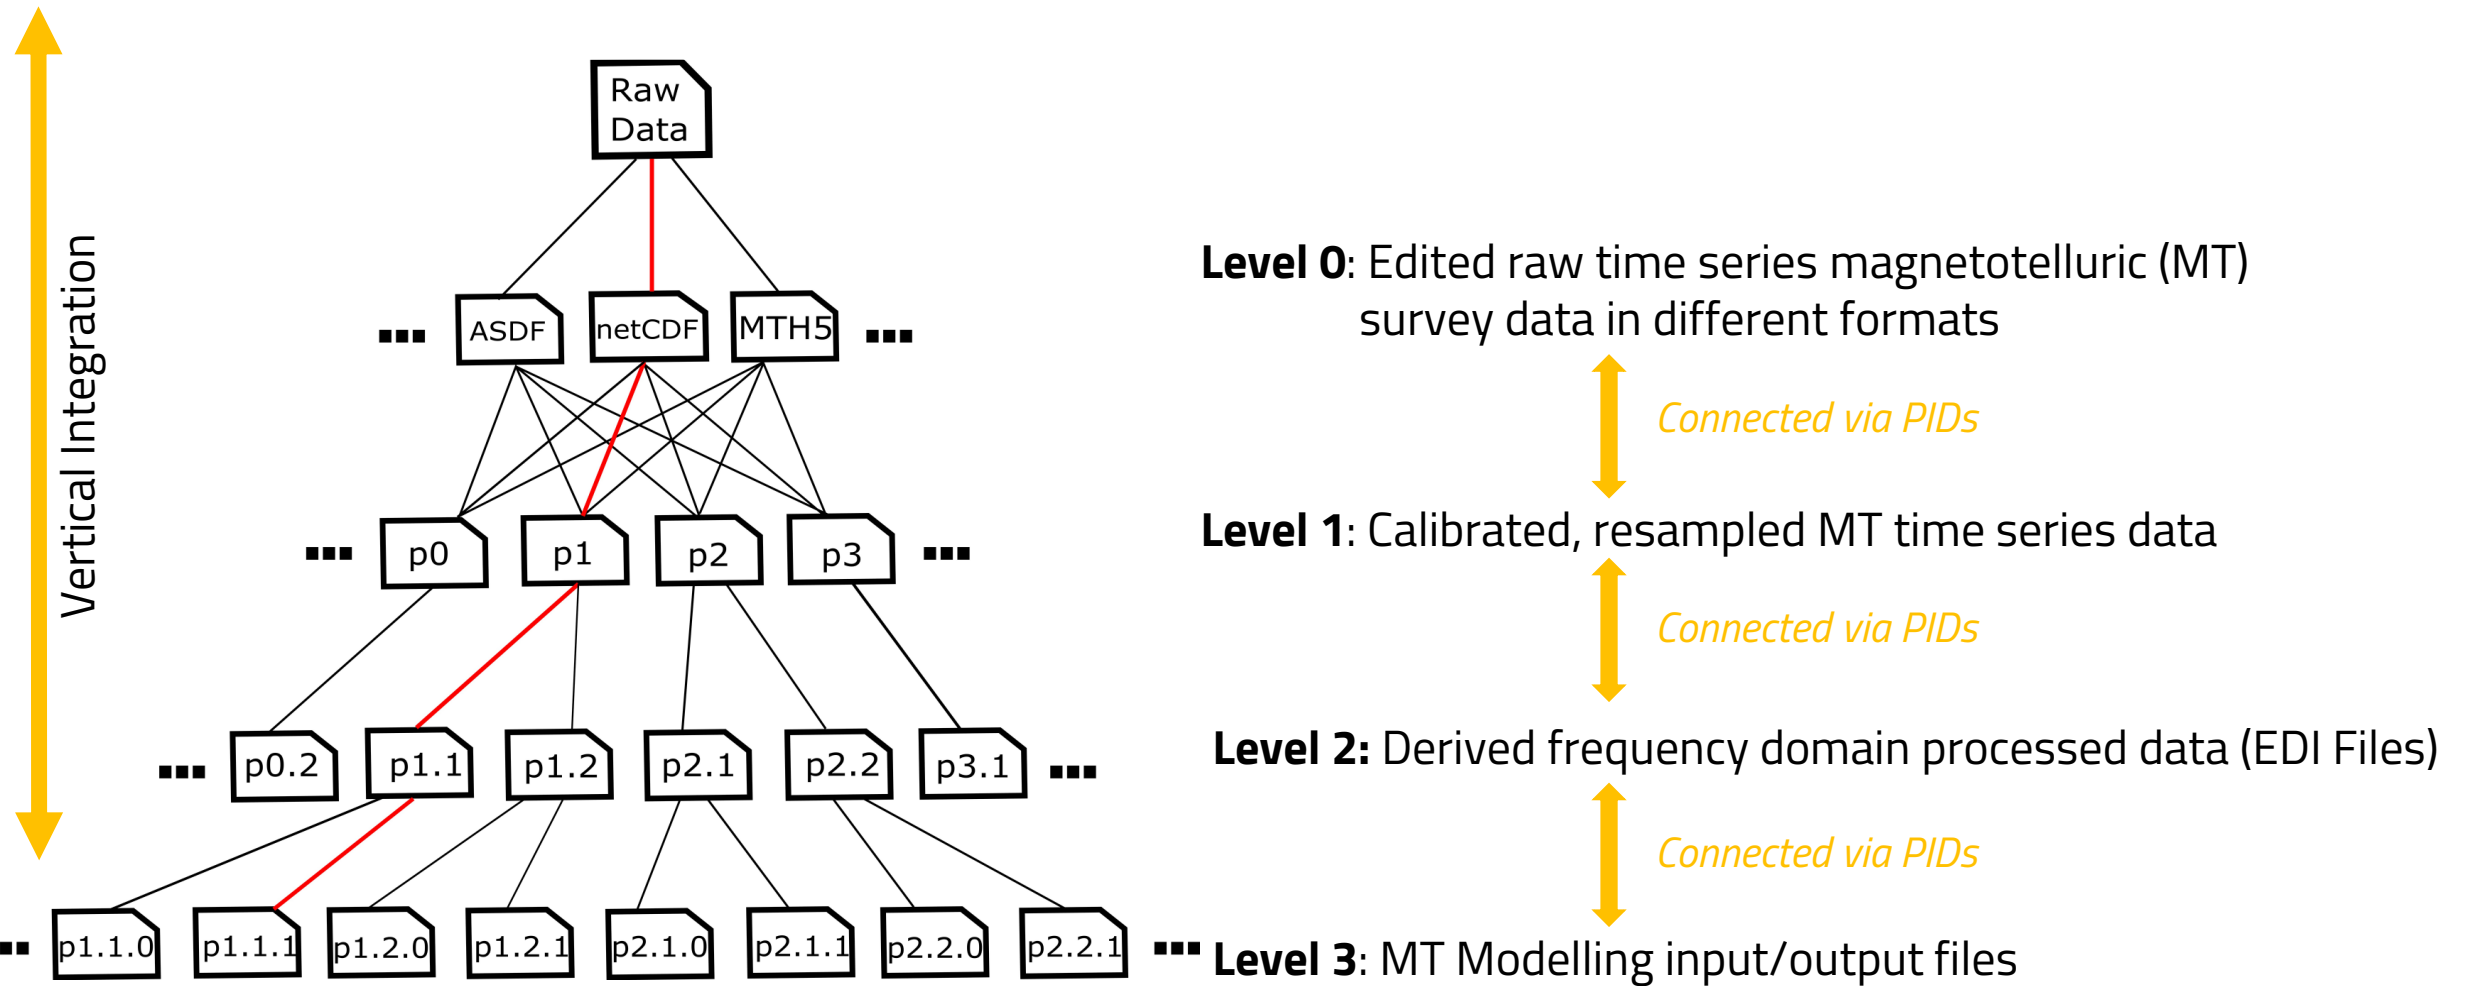 Vertical Integration
Raw
Data
ASDF
netCDF
MTH5
p0
p1
p2
p3
p0.2
p1.1
p1.2
p2.1
p2.2
p3.1
p1.1.0
p1.1.1
p1.2.0
p1.2.1
p2.1.0
p2.1.1
p2.2.0
p2.2.1
Level 0: Edited raw time series magnetotelluric (MT)
survey data in different formats
Connected via PIDs
Level 1: Calibrated, resampled MT time series data
Connected via PIDs
Level 2: Derived frequency domain processed data (EDI Files)
Connected via PIDs
Level 3: MT Modelling input/output files